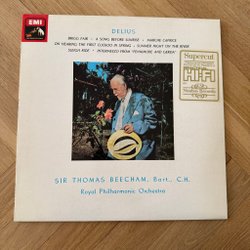 EMI
DELIUS
BRIGG FAIR · A SONG BEFORE SUNRISE · MARCHE CAPRICE
ON HEARING THE FIRST CUCKOO IN SPRING · SUMMER NIGHT ON THE RIVER
SLEIGH RIDE · INTERMEZZO FROM 'FENNIMORE AND GERDA'
Supercut
HI-FI
SIR THOMAS BEECHAM, Bart., C.H.
Royal Philharmonic Orchestra